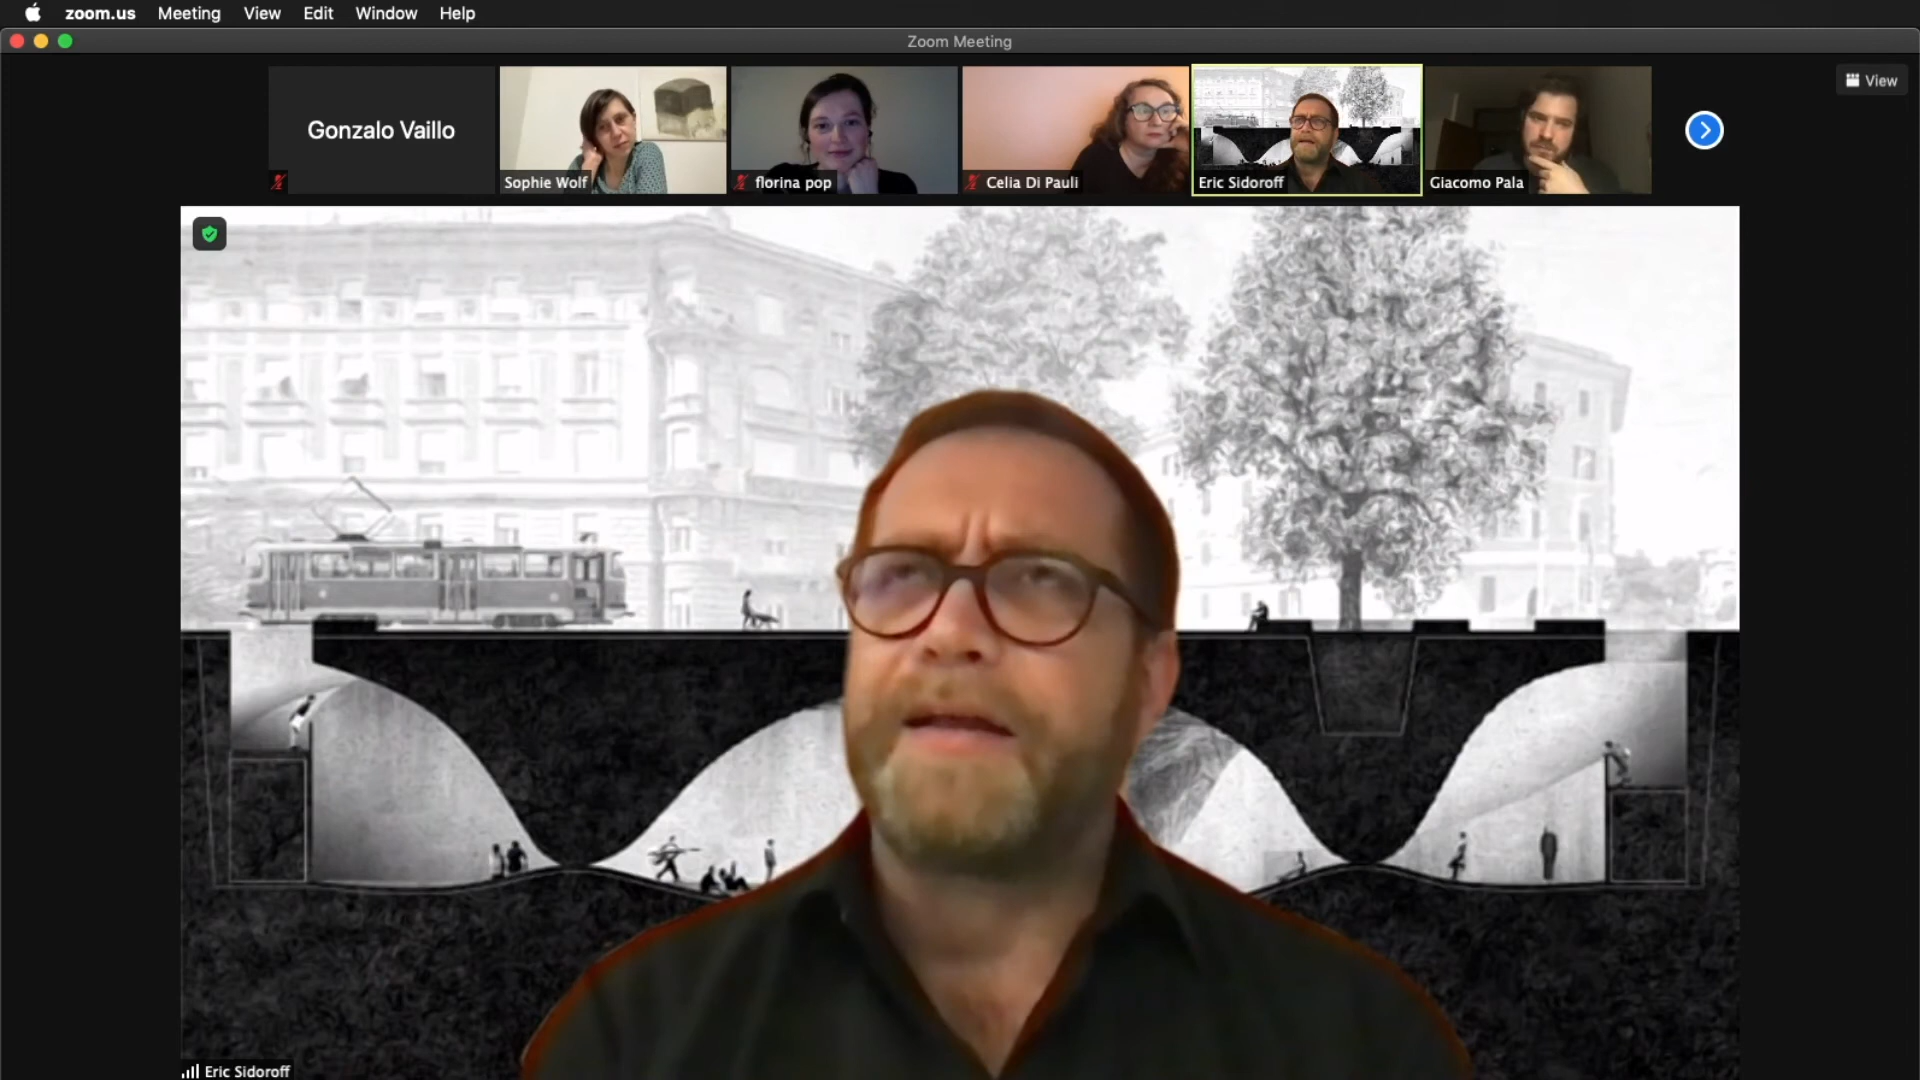 zoom.us Meeting View Edit Window Help
Zoom Meeting
View
Gonzalo Vaillo
Sophie Wolf
florina pop
Celia Di Pauli
Eric Sidoroff
Giacomo Pala
Eric Sidoroff